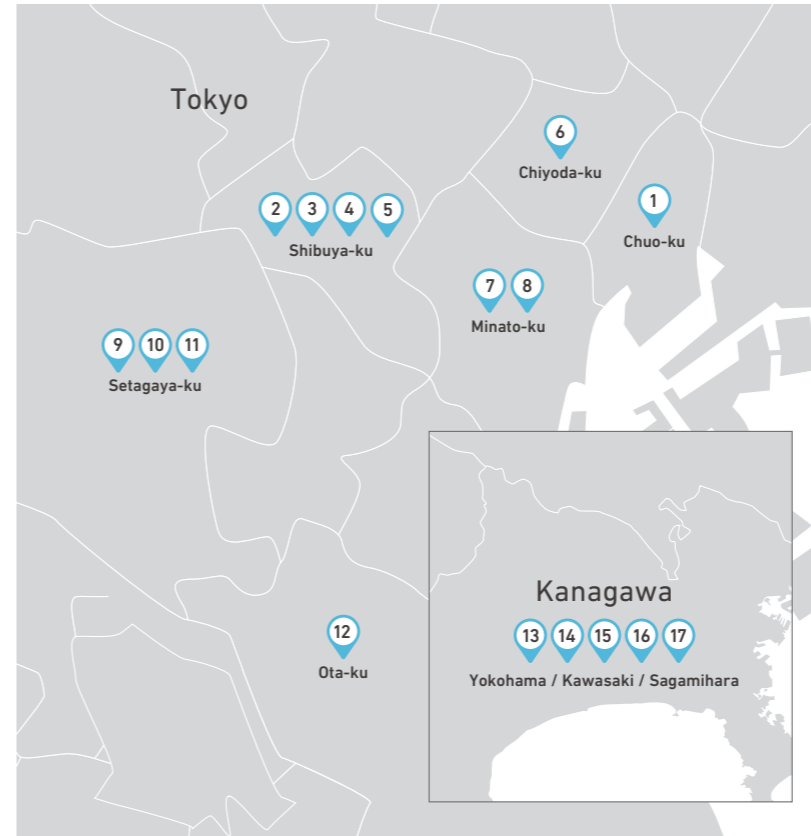 Tokyo
6
Chiyoda-ku
1
Chuo-ku
2 3 4 5
Shibuya-ku
7 8
Minato-ku
9 10 11
Setagaya-ku
Kanagawa
13 14 15 16 17
Yokohama / Kawasaki / Sagamihara
12
Ota-ku